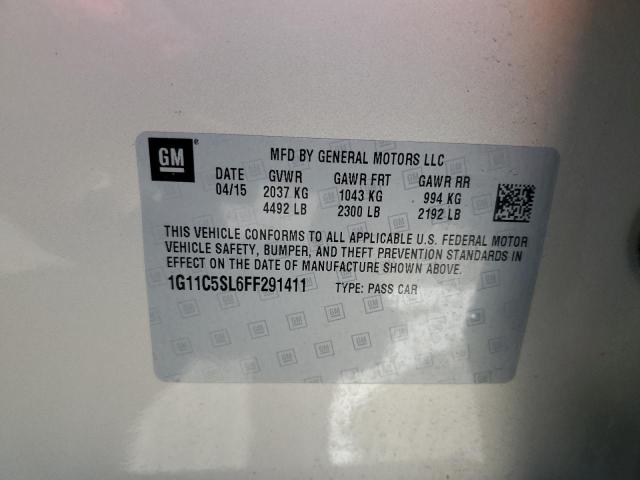 GM
MFD BY GENERAL MOTORS LLC
DATE GVWR GAWR FRT GAWR RR
04/15 2037 KG 1043 KG 994 KG
4492 LB 2300 LB 2192 LB
THIS VEHICLE CONFORMS TO ALL APPLICABLE U.S. FEDERAL MOTOR
VEHICLE SAFETY, BUMPER, AND THEFT PREVENTION STANDARDS IN
EFFECT ON THE DATE OF MANUFACTURE SHOWN ABOVE.
1G11C5SL6FF291411 TYPE: PASS CAR